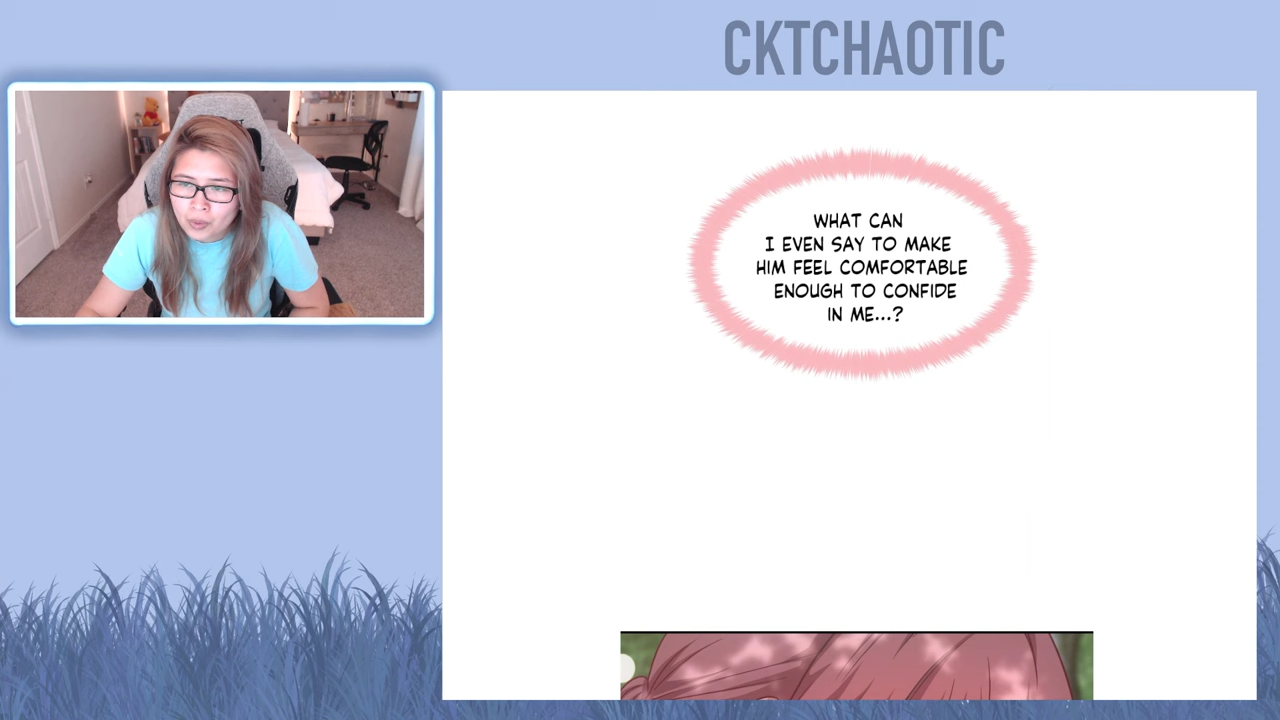 CKTCHAOTIC
WHAT CAN
I EVEN SAY TO MAKE
HIM FEEL COMFORTABLE
ENOUGH TO CONFIDE
IN ME...?